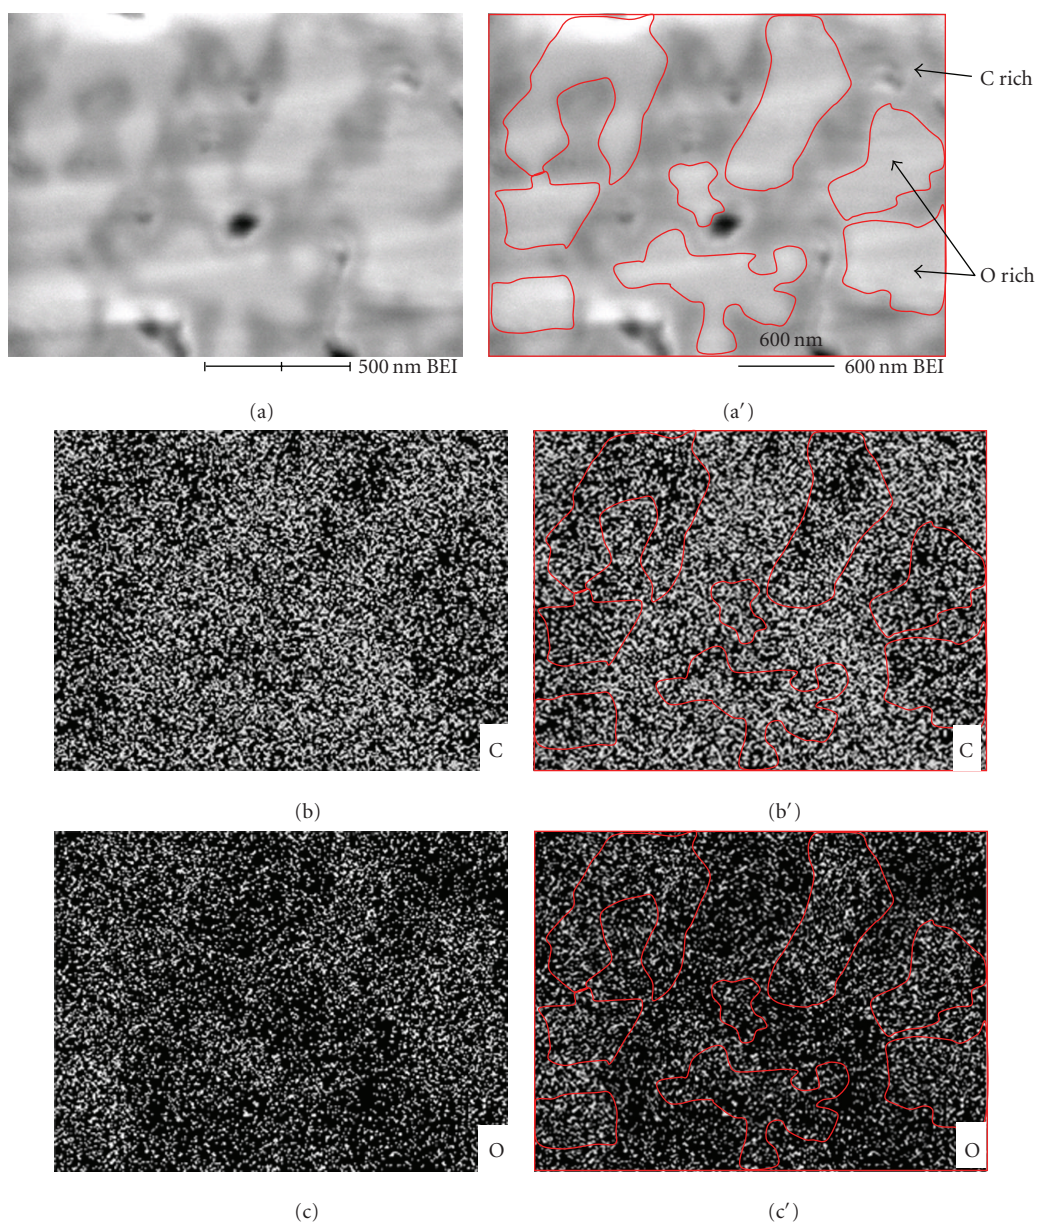 C rich
O rich
600 nm
500 nm BEI
600 nm BEI
(a)
(a′)
C
C
(b)
(b′)
O
O
(c)
(c′)